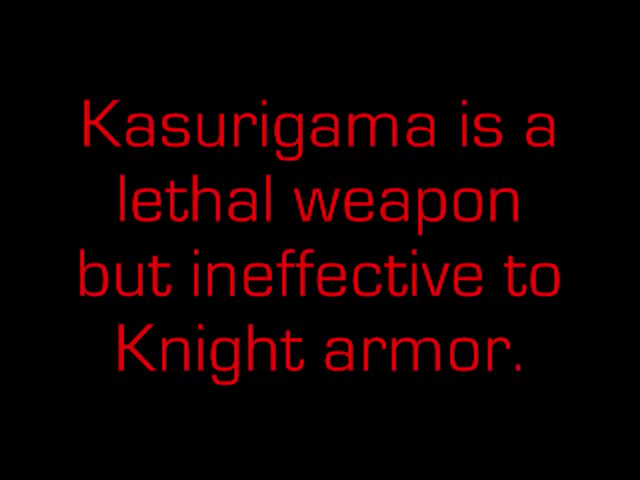 Kasurigama is a
lethal weapon
but ineffective to
Knight armor.